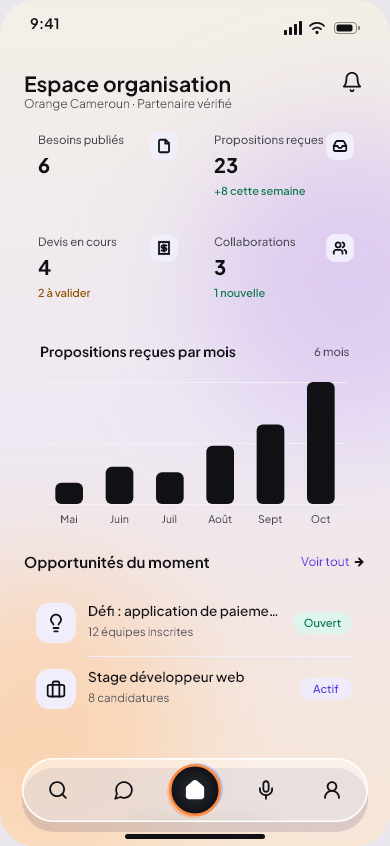 9:41
Espace organisation
Orange Cameroun · Partenaire vérifié
Besoins publiés
6
Propositions reçues
23
+8 cette semaine
Devis en cours
4
2 à valider
Collaborations
3
1 nouvelle
Propositions reçues par mois
6 mois
Mai Juin Juil Août Sept Oct
Opportunités du moment
Voir tout →
Défi : application de paieme...
12 équipes inscrites
Ouvert
Stage développeur web
8 candidatures
Actif